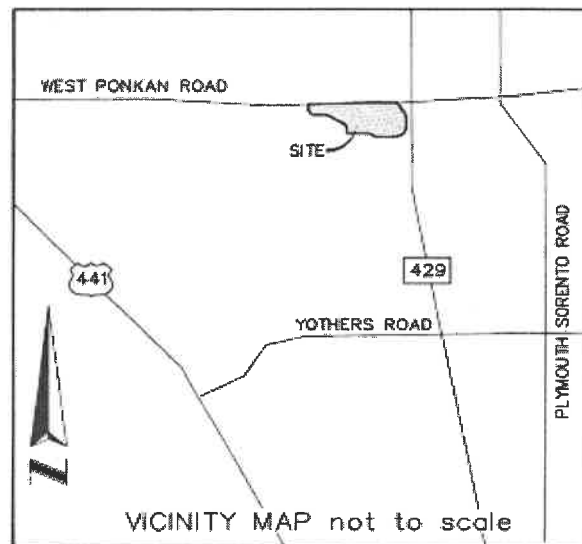 WEST PONKAN ROAD
SITE
441
429
YOTHERS ROAD
PLYMOUTH SORENTO ROAD
N
VICINITY MAP not to scale